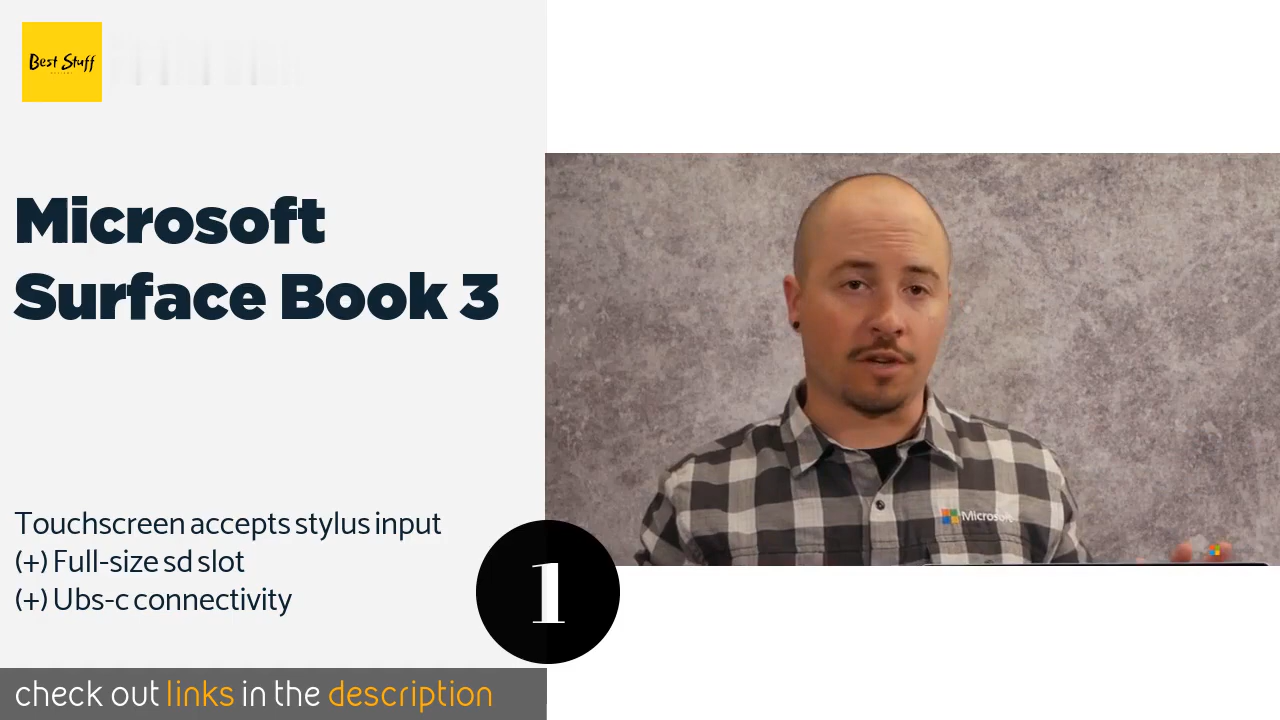 Best Stuff
Microsoft
Surface Book 3
Touchscreen accepts stylus input
(+) Full-size sd slot
(+) Ubs-c connectivity
1
Microsoft
check out links in the description